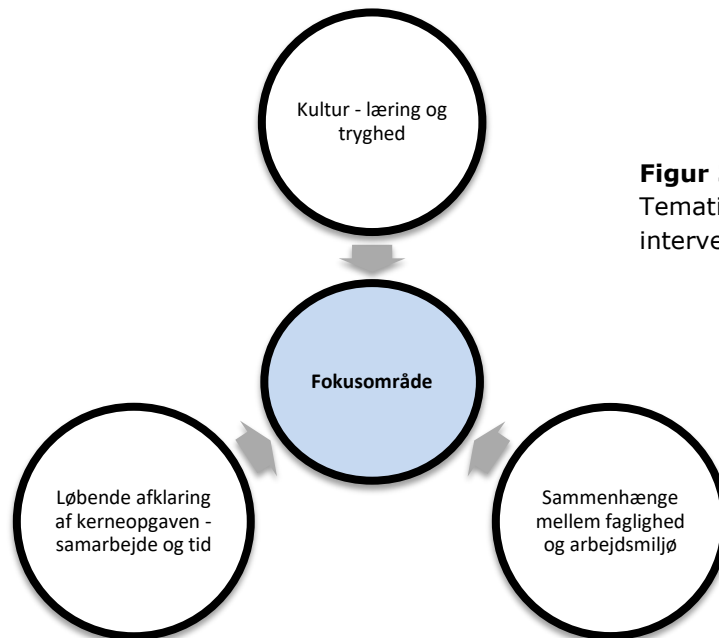 Kultur - læring og
tryghed
Figur
Temati
interve
Fokusområde
Løbende afklaring
af kerneopgaven -
samarbejde og tid
Sammenhænge
mellem faglighed
og arbejdsmiljø